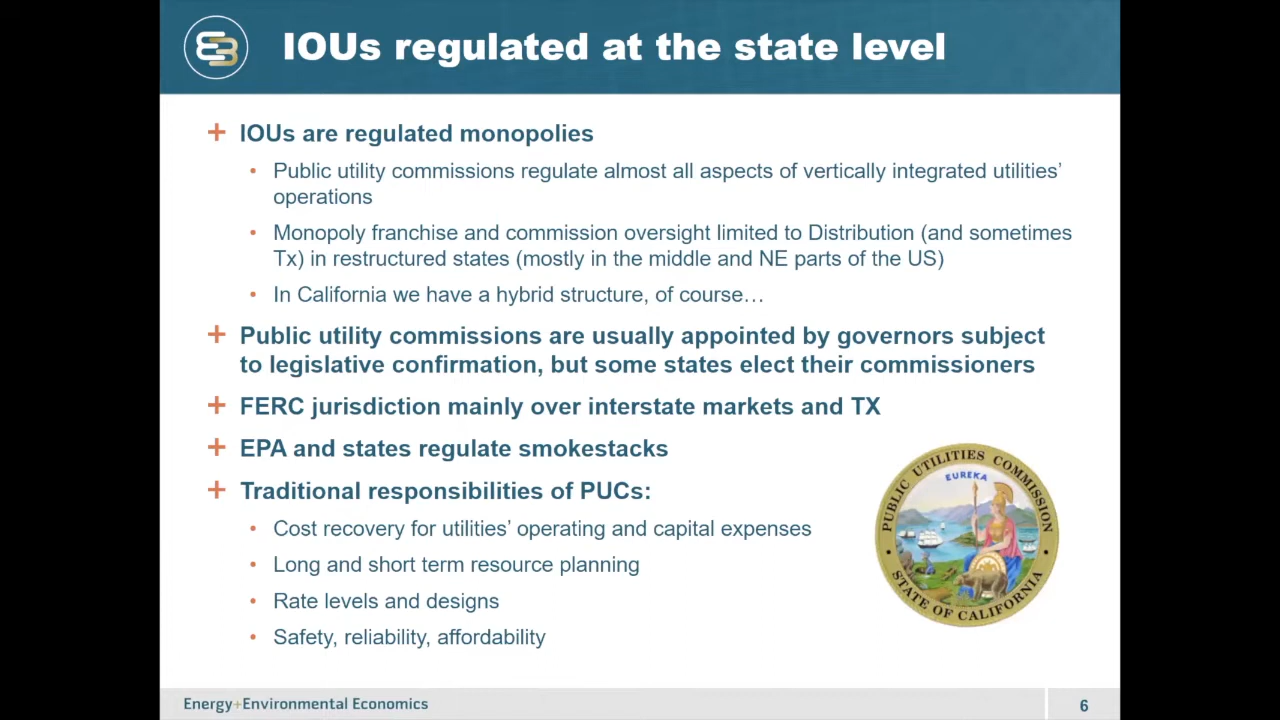 IOUs regulated at the state level
+ IOUs are regulated monopolies
• Public utility commissions regulate almost all aspects of vertically integrated utilities’
operations
• Monopoly franchise and commission oversight limited to Distribution (and sometimes
Tx) in restructured states (mostly in the middle and NE parts of the US)
• In California we have a hybrid structure, of course…
+ Public utility commissions are usually appointed by governors subject
to legislative confirmation, but some states elect their commissioners
+ FERC jurisdiction mainly over interstate markets and TX
+ EPA and states regulate smokestacks
+ Traditional responsibilities of PUCs:
• Cost recovery for utilities’ operating and capital expenses
• Long and short term resource planning
• Rate levels and designs
• Safety, reliability, affordability
PUBLIC UTILITIES COMMISSION
EUREKA
STATE OF CALIFORNIA
Energy+Environmental Economics
6